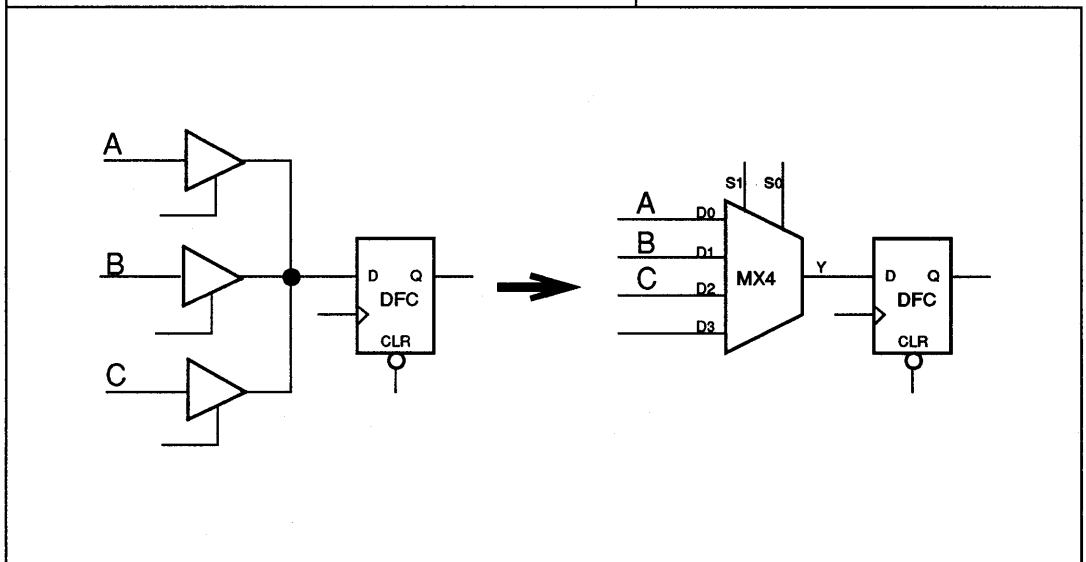 A
B
C
D Q
DFC
CLR
S1 S0
A D0
B D1
C D2
D3
MX4
Y
D Q
DFC
CLR